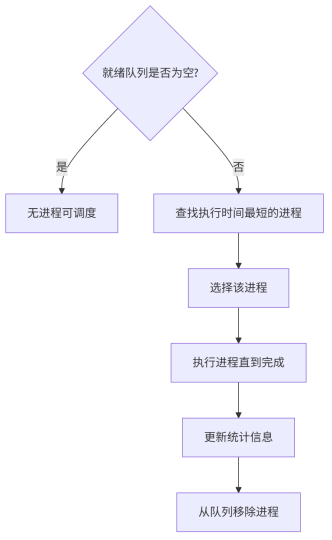 就绪队列是否为空?
是
否
无进程可调度
查找执行时间最短的进程
选择该进程
执行进程直到完成
更新统计信息
从队列移除进程